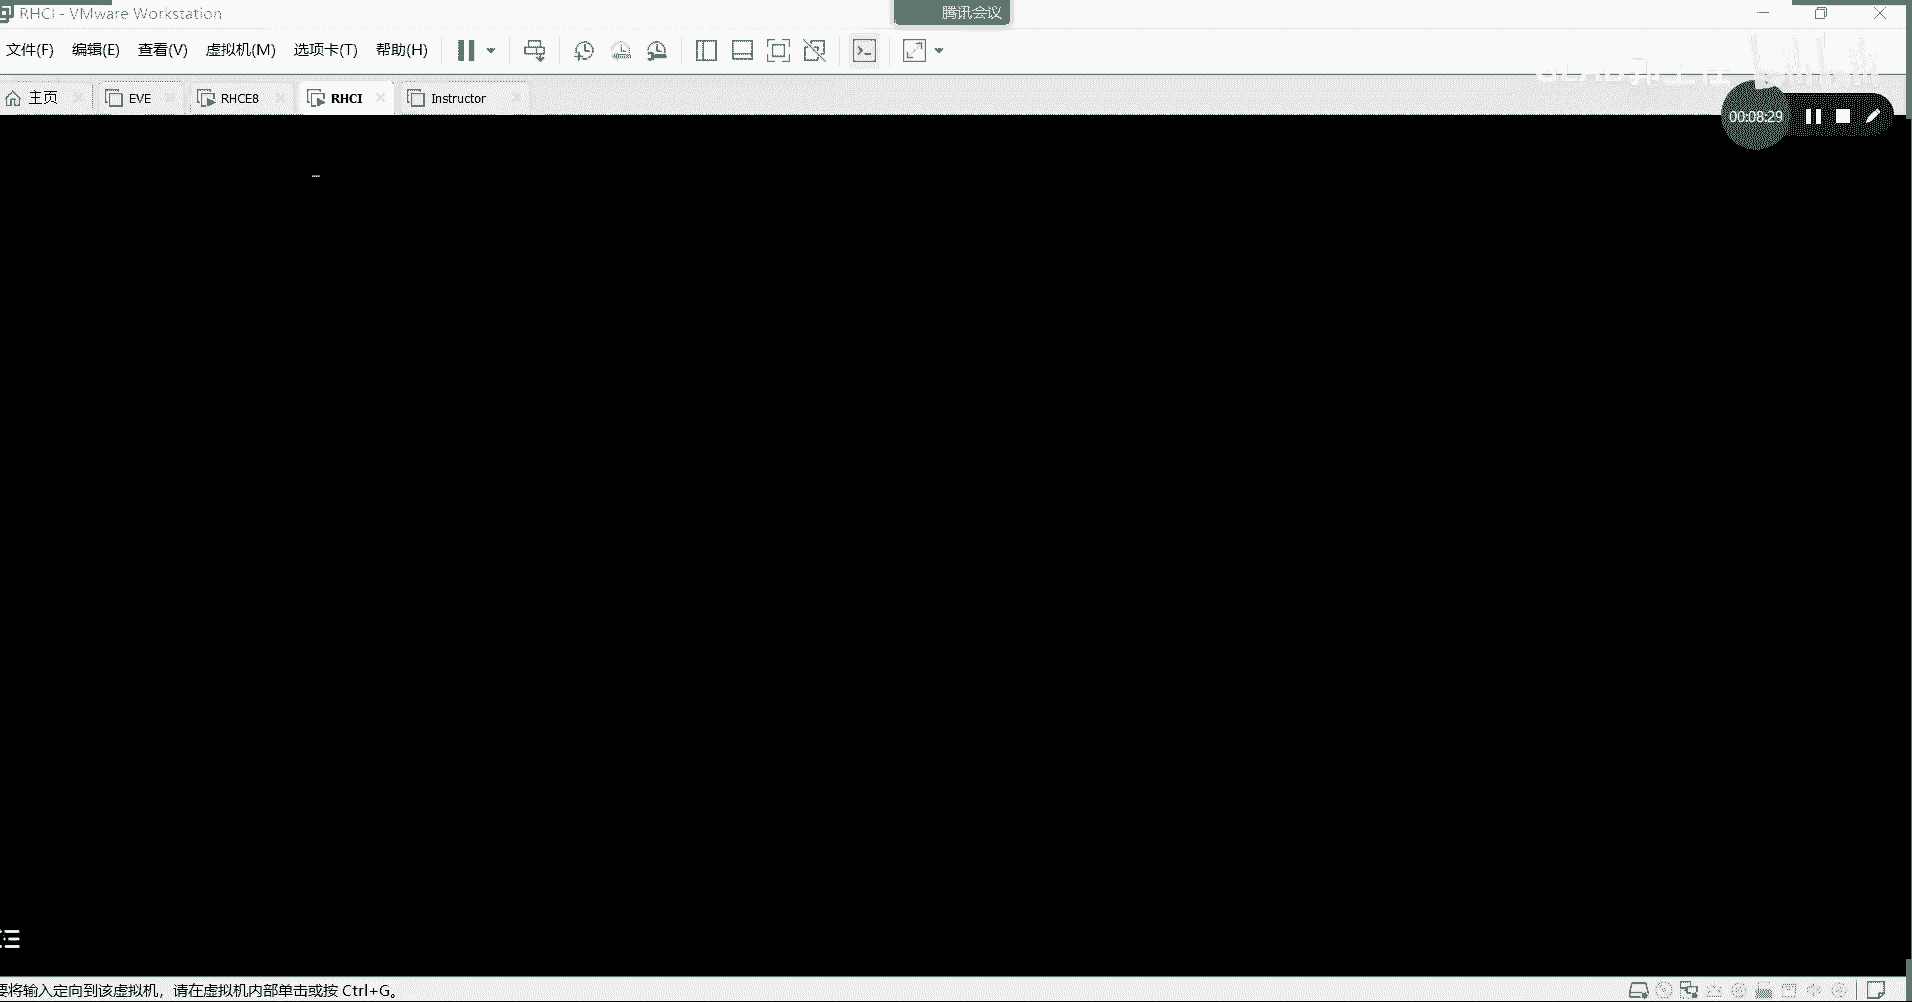 RHCI - VMware Workstation
腾讯会议
文件(F) 编辑(E) 查看(V) 虚拟机(M) 选项卡(T) 帮助(H)
主页 EVE RHCE8 RHCI Instructor
00:08:29
要将输入定向到该虚拟机，请在虚拟机内部单击或按 Ctrl+G。